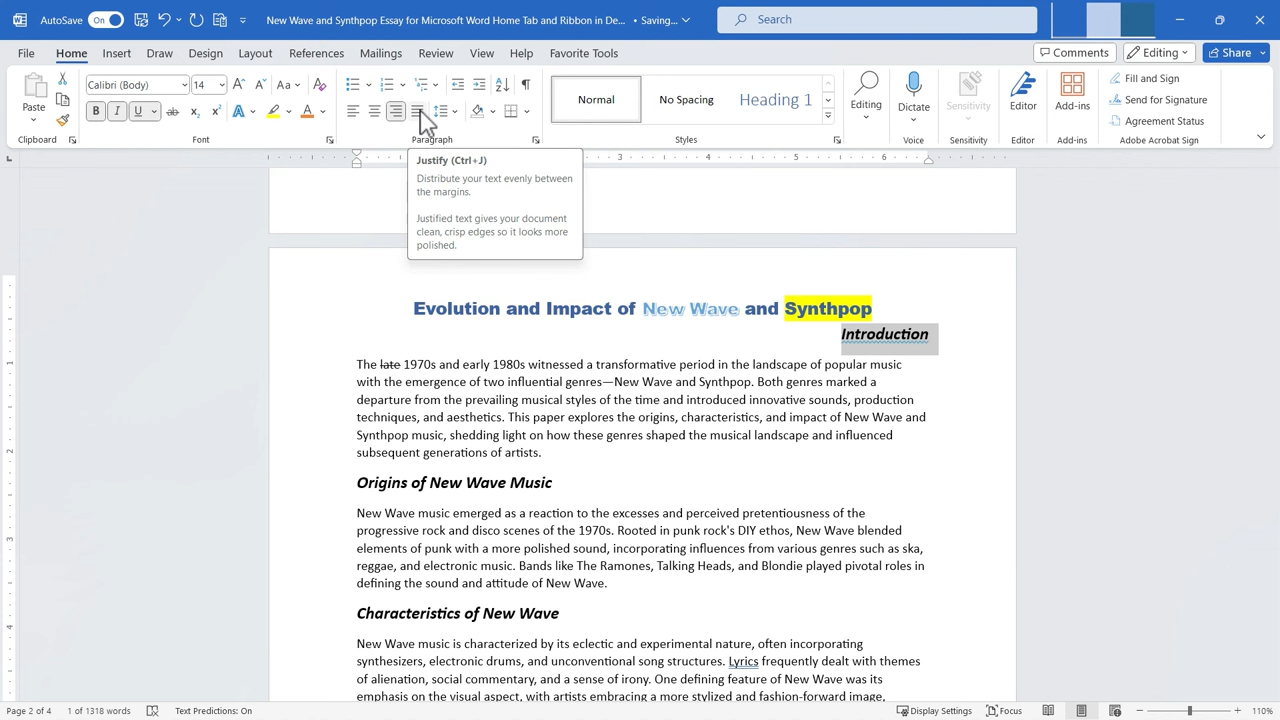 AutoSave On New Wave and Synthpop Essay for Microsoft Word Home Tab and Ribbon in De... • Saving... Search
File Home Insert Draw Design Layout References Mailings Review View Help Favorite Tools Comments Editing Share
Paste
Calibri (Body) 14 Aa
B I U ab x₂ x² A A
Normal No Spacing Heading 1
Editing Dictate Sensitivity Editor Add-ins
Fill and Sign
Send for Signature
Agreement Status
Clipboard Font Paragraph Styles Voice Sensitivity Editor Add-ins Adobe Acrobat Sign
3 4 5 6
Justify (Ctrl+J)
Distribute your text evenly between
the margins.
Justified text gives your document
clean, crisp edges so it looks more
polished.
Evolution and Impact of New Wave and Synthpop
Introduction
The late 1970s and early 1980s witnessed a transformative period in the landscape of popular music
with the emergence of two influential genres—New Wave and Synthpop. Both genres marked a
departure from the prevailing musical styles of the time and introduced innovative sounds, production
techniques, and aesthetics. This paper explores the origins, characteristics, and impact of New Wave and
Synthpop music, shedding light on how these genres shaped the musical landscape and influenced
subsequent generations of artists.
Origins of New Wave Music
New Wave music emerged as a reaction to the excesses and perceived pretentiousness of the
progressive rock and disco scenes of the 1970s. Rooted in punk rock's DIY ethos, New Wave blended
elements of punk with a more polished sound, incorporating influences from various genres such as ska,
reggae, and electronic music. Bands like The Ramones, Talking Heads, and Blondie played pivotal roles in
defining the sound and attitude of New Wave.
Characteristics of New Wave
New Wave music is characterized by its eclectic and experimental nature, often incorporating
synthesizers, electronic drums, and unconventional song structures. Lyrics frequently dealt with themes
of alienation, social commentary, and a sense of irony. One defining feature of New Wave was its
emphasis on the visual aspect, with artists embracing a more stylized and fashion-forward image,
1
2
3
4
Page 2 of 4 1 of 1318 words Text Predictions: On Display Settings Focus 110%